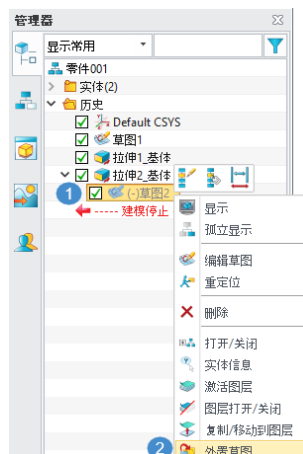 管理器
显示常用
零件001
实体(2)
历史
Default CSYS
草图1
拉伸1_基体
拉伸2_基体
1
(-)草图2
----- 建模停止
显示
孤立显示
编辑草图
重定位
删除
打开/关闭
实体信息
激活图层
图层打开/关闭
复制/移动到图层
2
外置草图